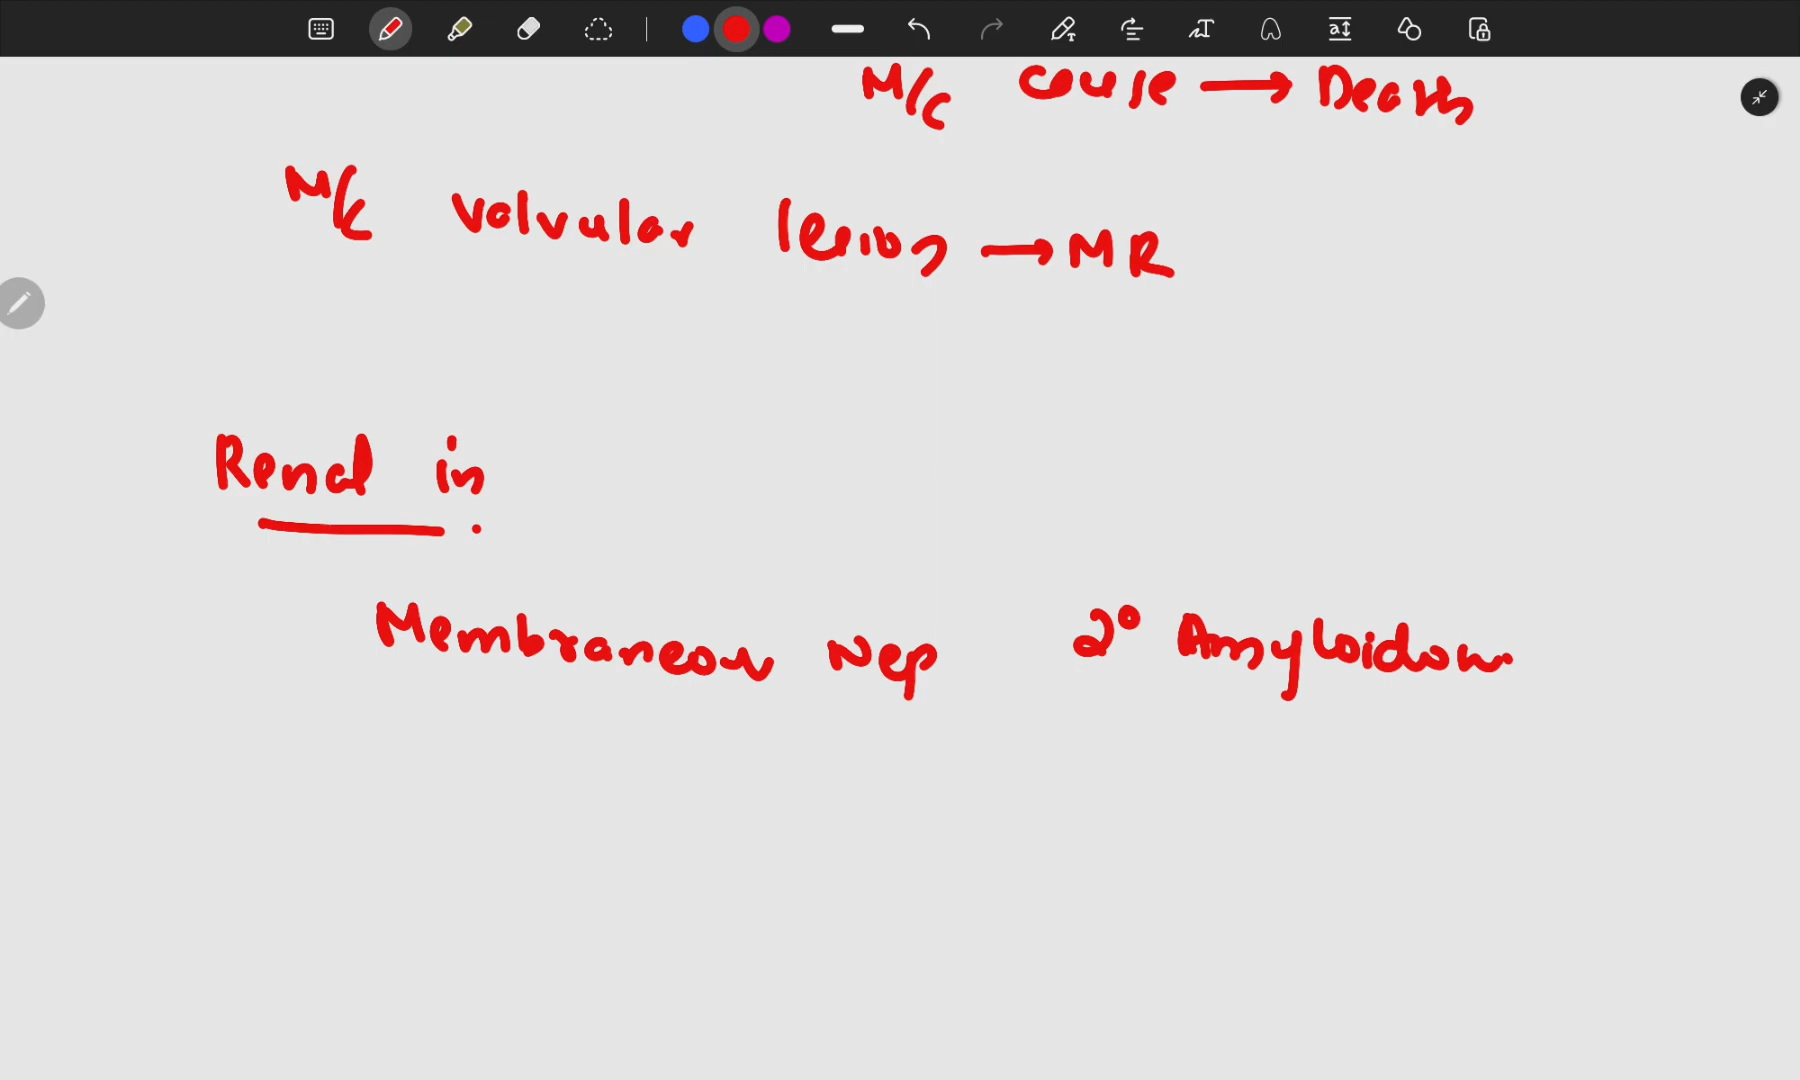 M/C cause → Death
M/C valvular lesion → MR
Renal in
Membraneous Nep 2° Amyloidosis